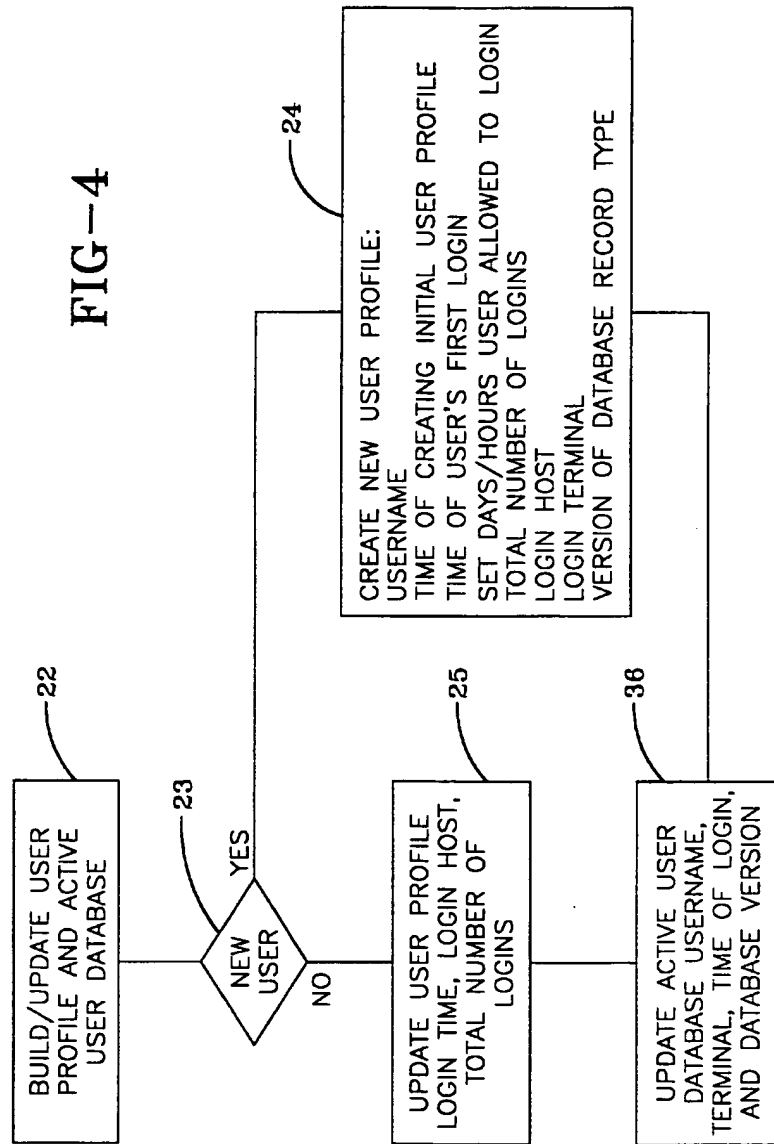 FIG-4
22
BUILD/UPDATE USER
PROFILE AND ACTIVE
USER DATABASE
23
NEW
USER
YES
NO
24
CREATE NEW USER PROFILE:
USERNAME
TIME OF CREATING INITIAL USER PROFILE
TIME OF USER'S FIRST LOGIN
SET DAYS/HOURS USER ALLOWED TO LOGIN
TOTAL NUMBER OF LOGINS
LOGIN HOST
LOGIN TERMINAL
VERSION OF DATABASE RECORD TYPE
25
UPDATE USER PROFILE
LOGIN TIME, LOGIN HOST,
TOTAL NUMBER OF
LOGINS
36
UPDATE ACTIVE USER
DATABASE USERNAME,
TERMINAL, TIME OF LOGIN,
AND DATABASE VERSION